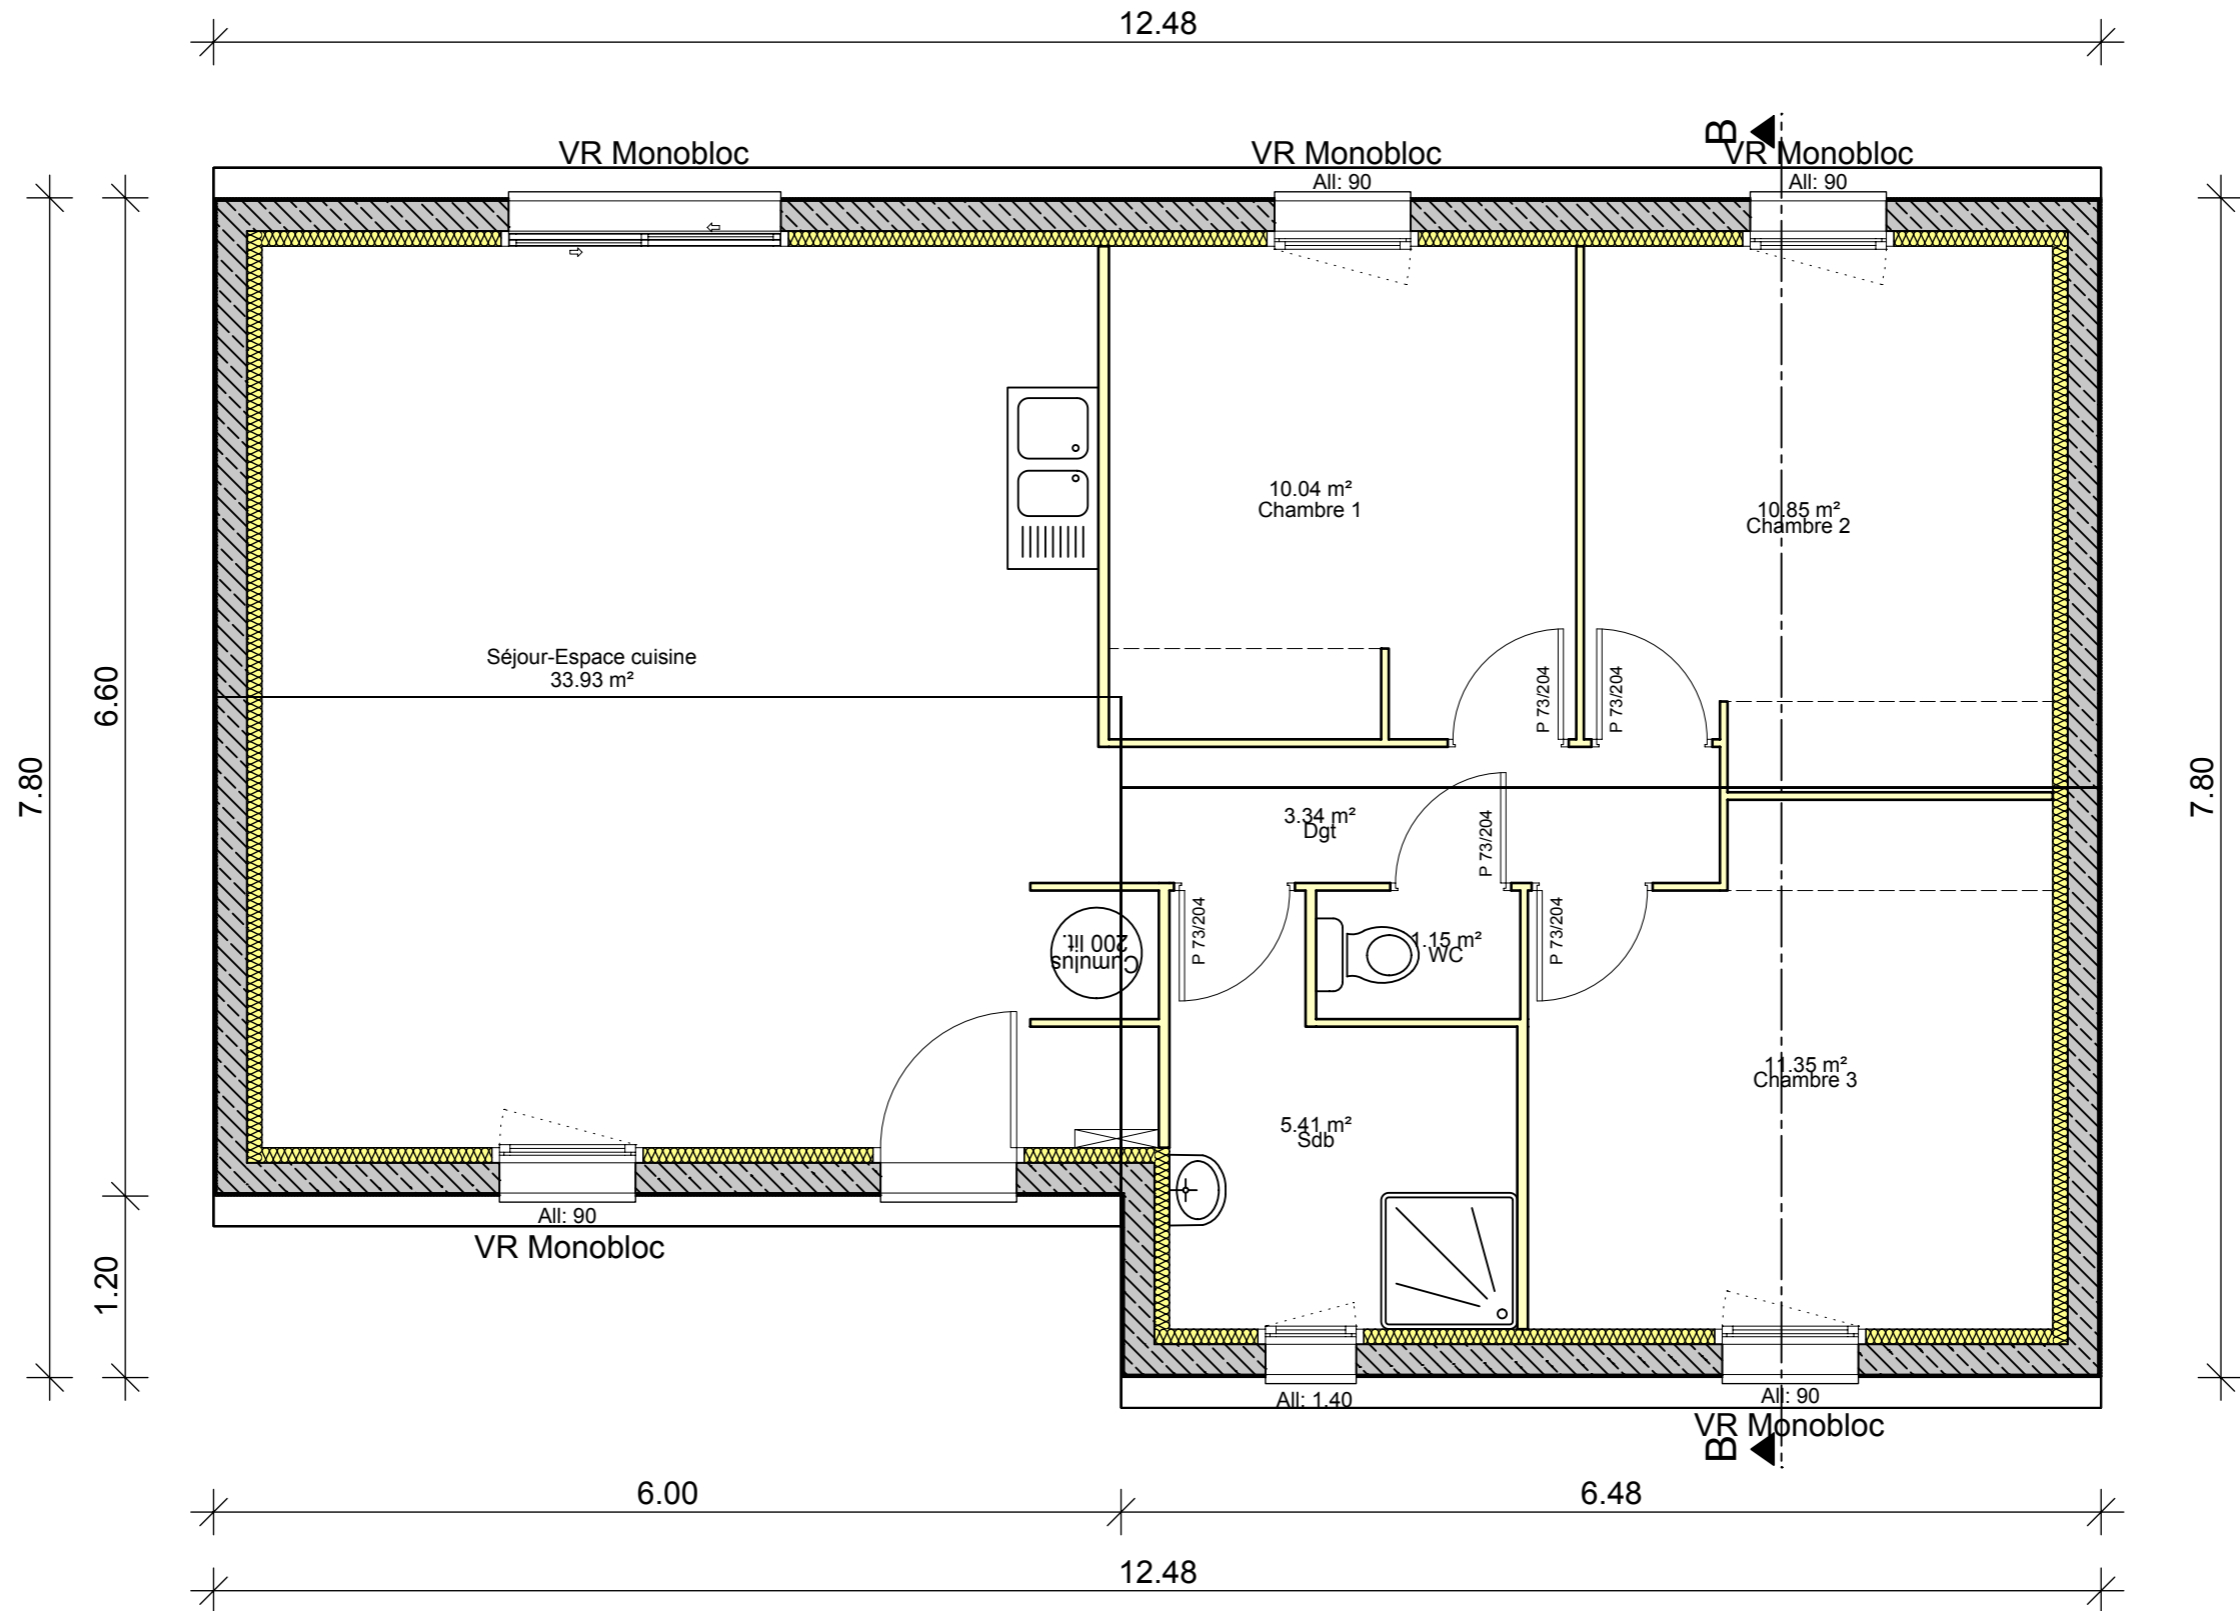 12.48
B
VR Monobloc
VR Monobloc
VR Monobloc
All: 90
All: 90
10.04 m²
Chambre 1
10.85 m²
Chambre 2
Séjour-Espace cuisine
33.93 m²
6.60
7.80
7.80
P 73/204
P 73/204
3.34 m²
Dgt
P 73/204
P 73/204
P 73/204
Cumulus
200 lit.
1.15 m²
WC
11.35 m²
Chambre 3
5.41 m²
Sdb
All: 90
VR Monobloc
1.20
All: 1.40
All: 90
VR Monobloc
B
6.00
6.48
12.48